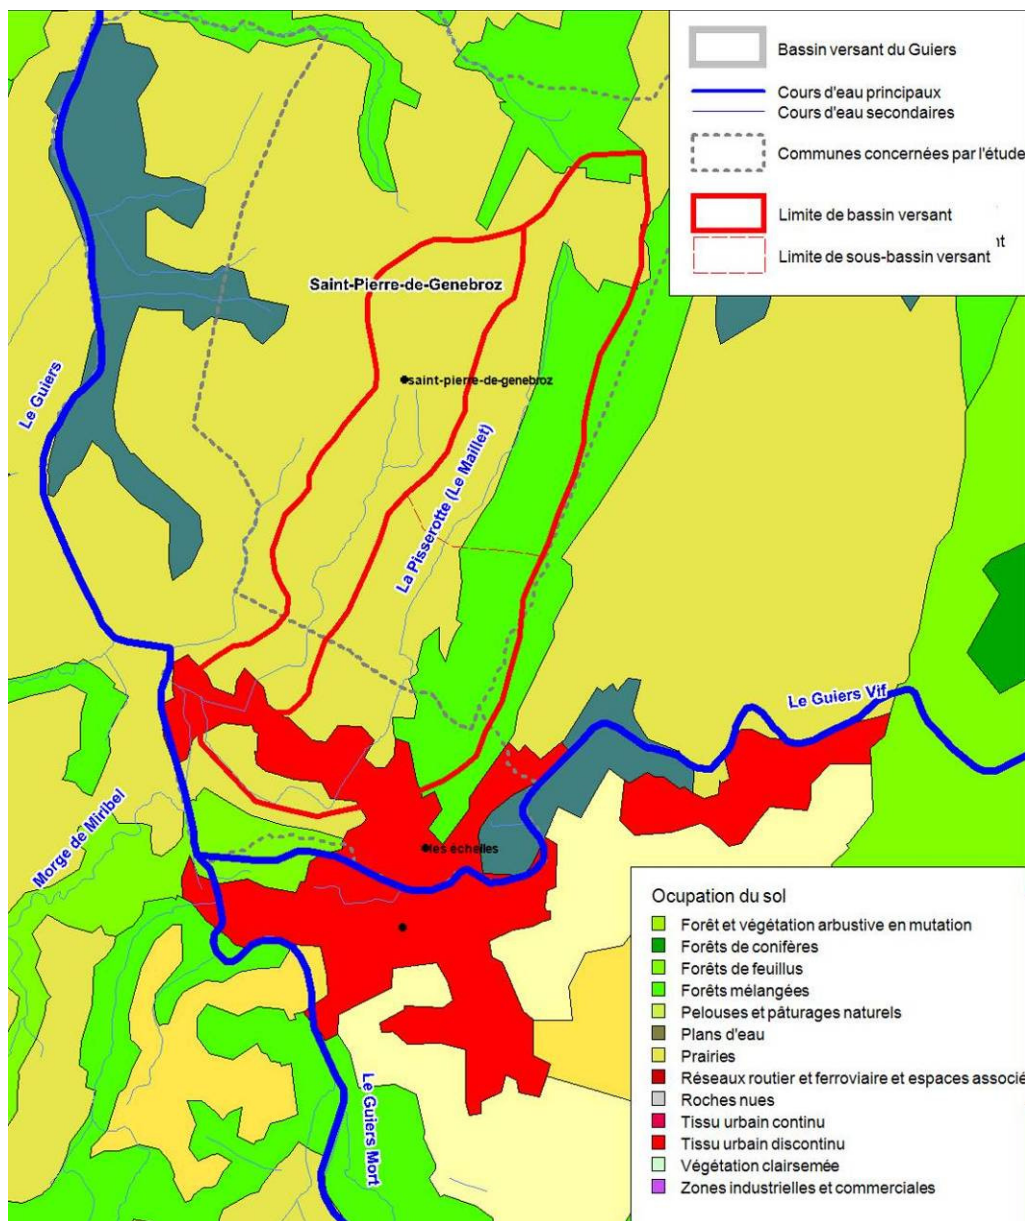 Bassin versant du Guiers
Cours d'eau principaux
Cours d'eau secondaires
Communes concernées par l'étude
Limite de bassin versant
nt
Limite de sous-bassin versant
Saint-Pierre-de-Genebroz
saint-pierre-de-genebroz
Le Guiers
La Pisserotte (Le Maillet)
Le Guiers Vif
Morge de Miribel
les échelles
Le Guiers Mort
Ocupation du sol
Forêt et végétation arbustive en mutation
Forêts de conifères
Forêts de feuillus
Forêts mélangées
Pelouses et pâturages naturels
Plans d'eau
Prairies
Réseaux routier et ferroviaire et espaces associé
Roches nues
Tissu urbain continu
Tissu urbain discontinu
Végétation clairsemée
Zones industrielles et commerciales